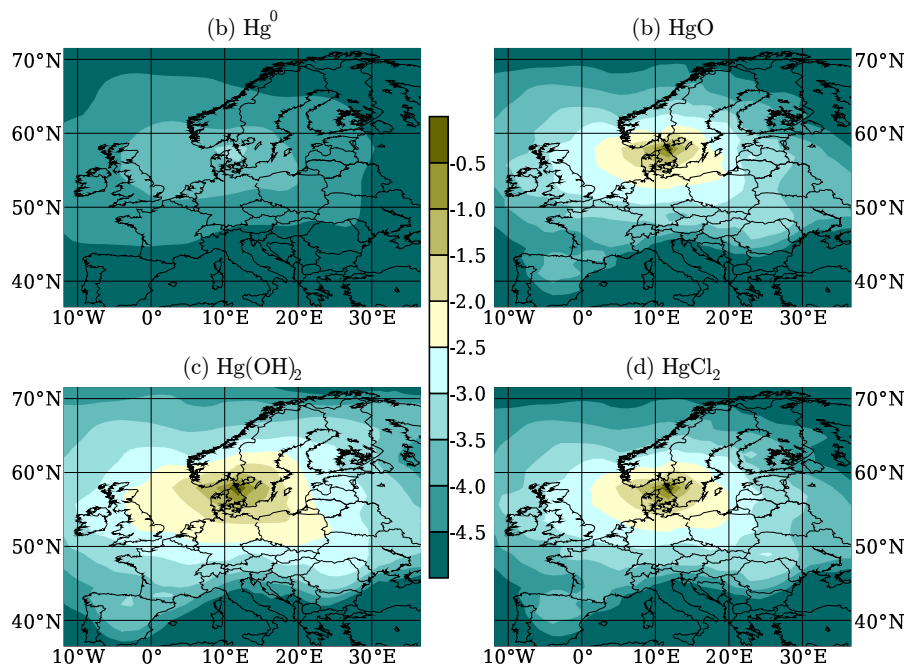 (b) Hg⁰
(b) HgO
70°N
60°N
50°N
40°N
10°W 0° 10°E 20°E 30°E
-0.5
-1.0
-1.5
-2.0
-2.5
-3.0
-3.5
-4.0
-4.5
70°N
60°N
50°N
40°N
10°W 0° 10°E 20°E 30°E
(c) Hg(OH)₂
(d) HgCl₂
70°N
60°N
50°N
40°N
10°W 0° 10°E 20°E 30°E
70°N
60°N
50°N
40°N
10°W 0° 10°E 20°E 30°E